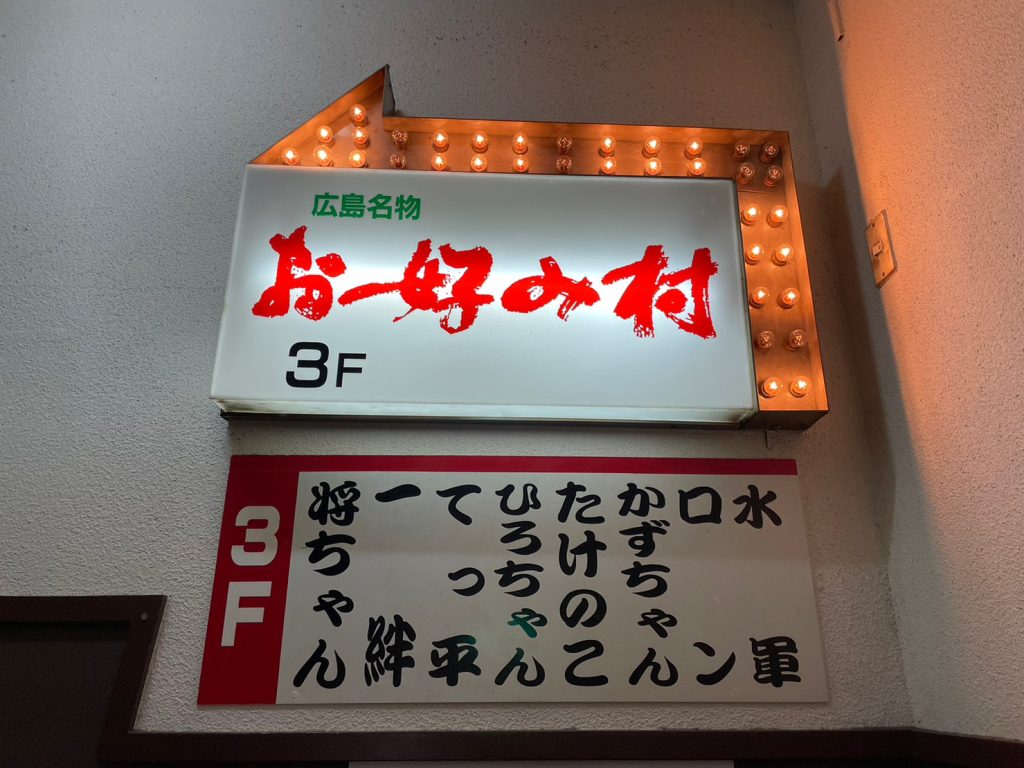 広島名物
お好み村
3F
3F
水軍
ロン
かずちゃん
たけのこ
ひろちゃん
てっ平
一絆
将ちゃん